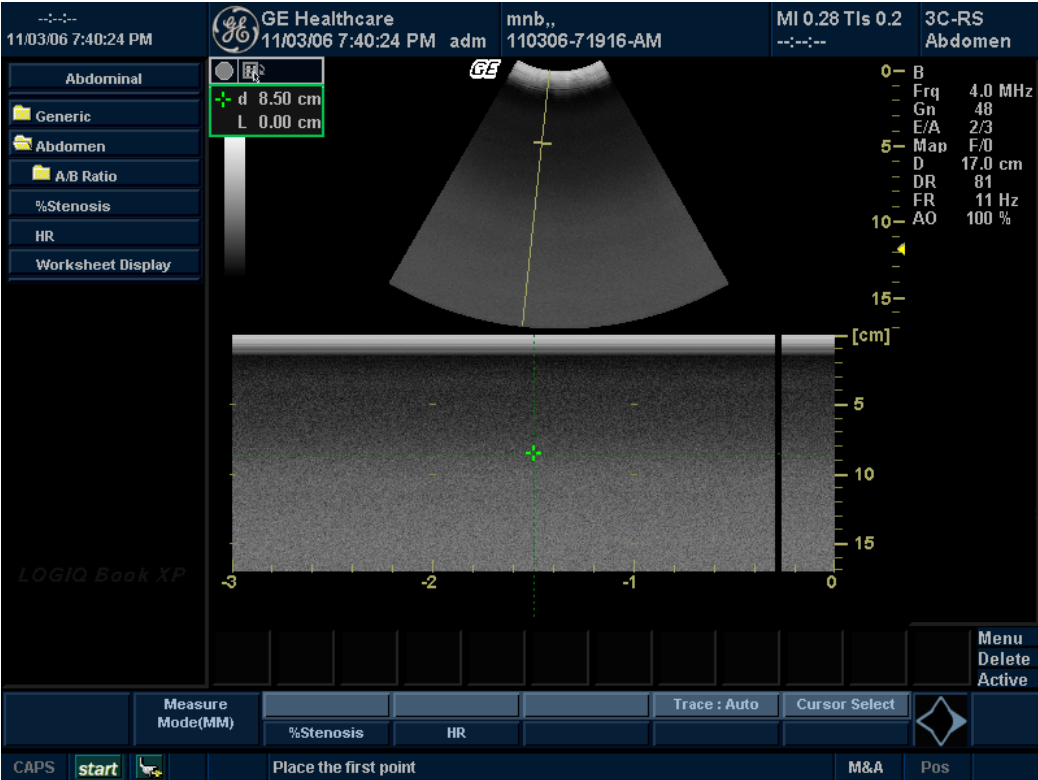 --:--:--
11/03/06 7:40:24 PM
GE Healthcare
11/03/06 7:40:24 PM adm
mnb,,
110306-71916-AM
MI 0.28 TIs 0.2
--:--:--
3C-RS
Abdomen
Abdominal
Generic
Abdomen
A/B Ratio
%Stenosis
HR
Worksheet Display
LOGIQ Book XP
d 8.50 cm
L 0.00 cm
GE
0
5
10
15
B
Frq 4.0 MHz
Gn 48
E/A 2/3
Map F/0
D 17.0 cm
DR 81
FR 11 Hz
AO 100 %
[cm]
5
10
15
-3 -2 -1 0
Menu
Delete
Active
Measure
Mode(MM)
Trace : Auto
Cursor Select
%Stenosis
HR
CAPS
start
Place the first point
M&A
Pos